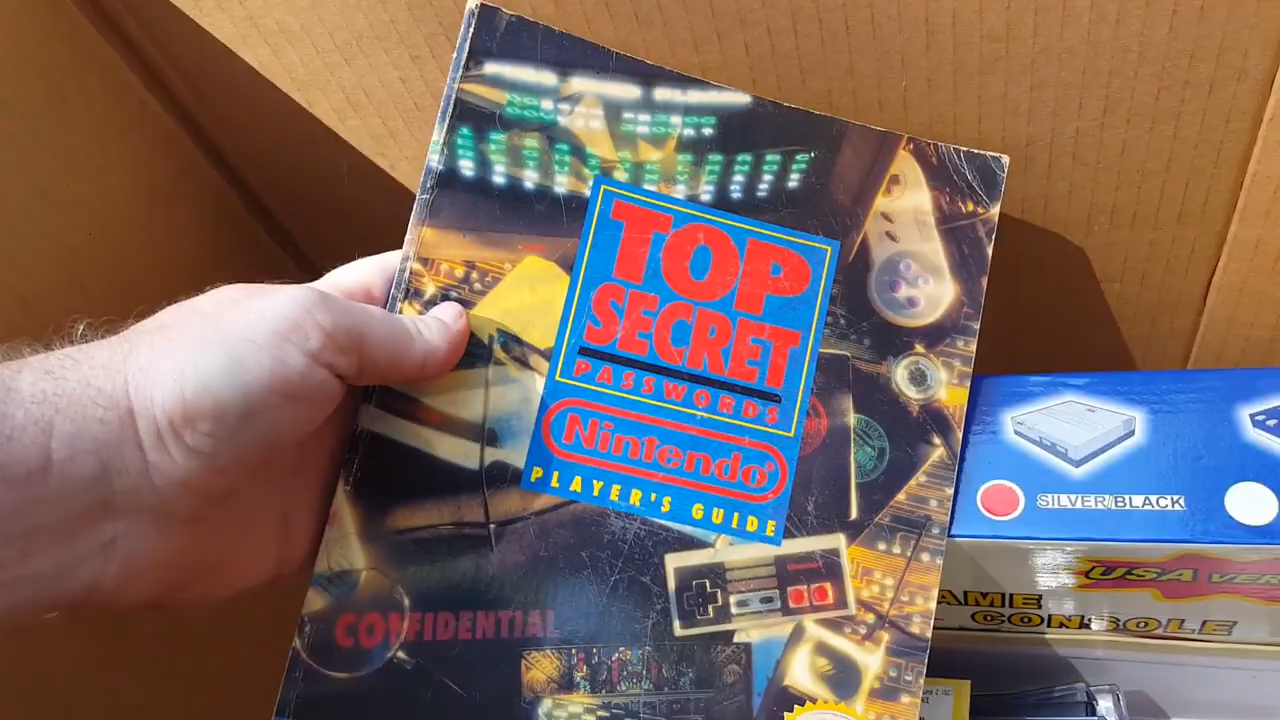 TOP
SECRET
PASSWORDS
Nintendo®
PLAYER'S GUIDE
CONFIDENTIAL
SILVER/BLACK
USA VER
AME
CONSOLE